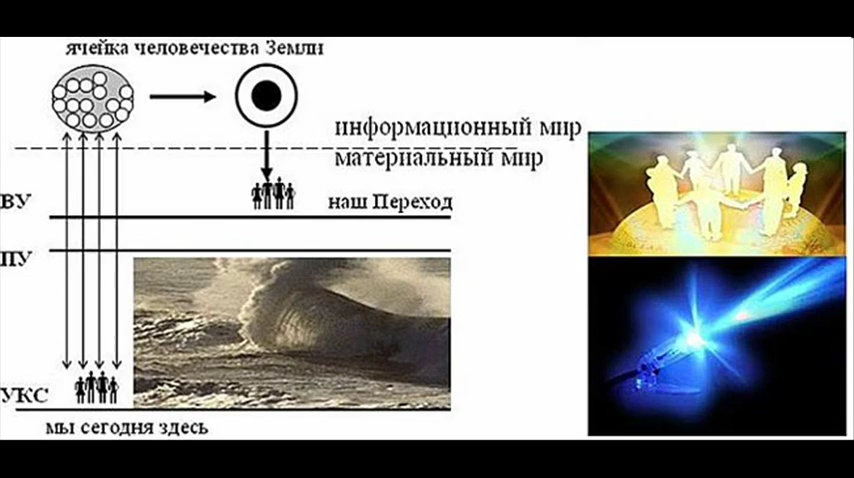 ячейка человечества Земли
информационный мир
материальный мир
ВУ
наш Переход
ПУ
УКС
мы сегодня здесь